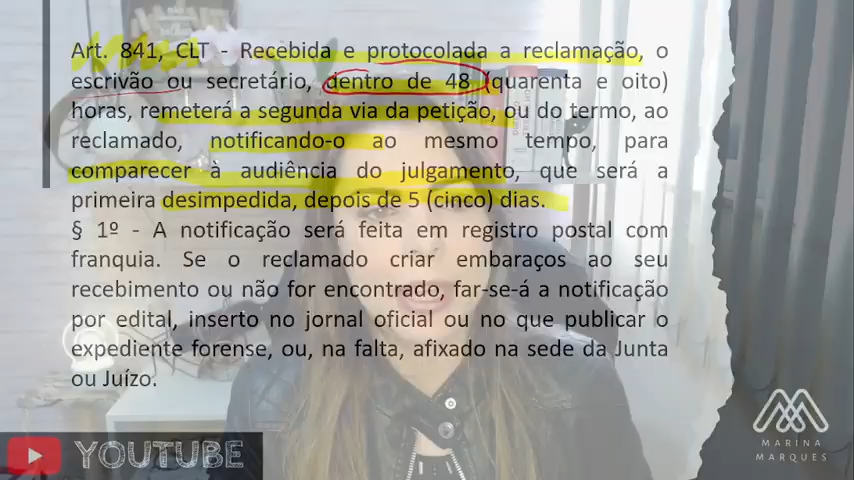 Art. 841, CLT - Recebida e protocolada a reclamação, o
escrivão ou secretário, dentro de 48 (quarenta e oito)
horas, remeterá a segunda via da petição, ou do termo, ao
reclamado, notificando-o ao mesmo tempo, para
comparecer à audiência do julgamento, que será a
primeira desimpedida, depois de 5 (cinco) dias.
§ 1º - A notificação será feita em registro postal com
franquia. Se o reclamado criar embaraços ao seu
recebimento ou não for encontrado, far-se-á a notificação
por edital, inserto no jornal oficial ou no que publicar o
expediente forense, ou, na falta, afixado na sede da Junta
ou Juízo.
YOUTUBE
MARINA
MARQUES